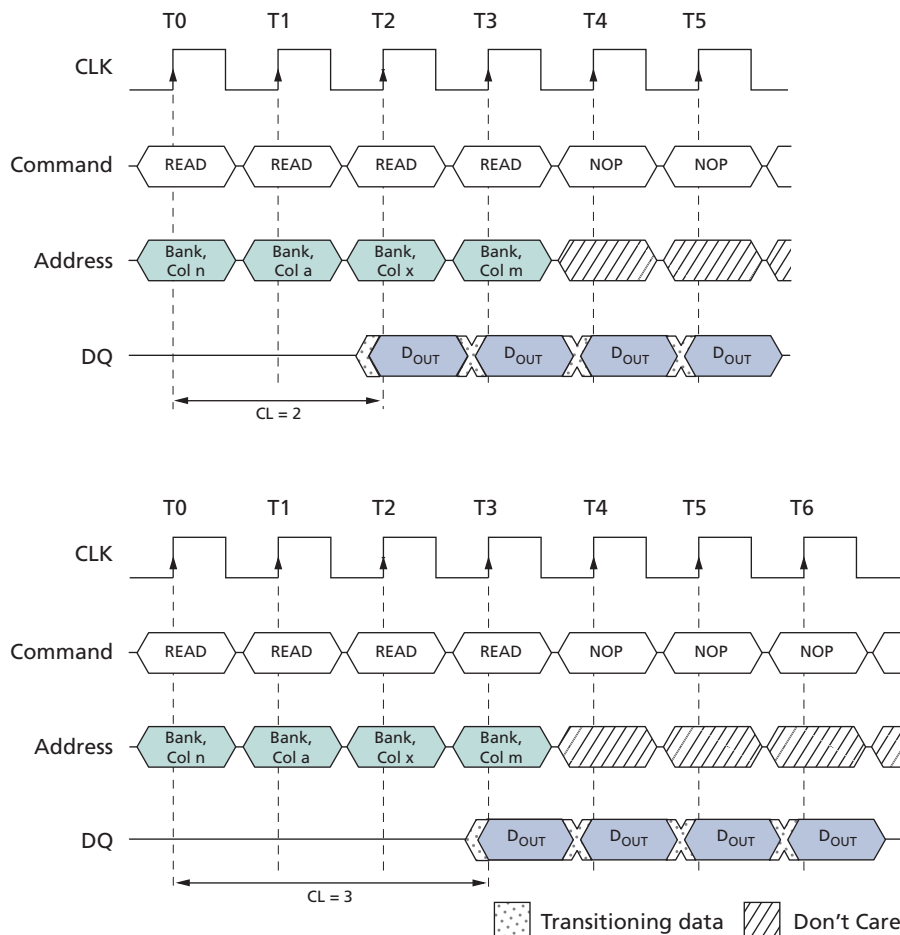 T0 T1 T2 T3 T4 T5
CLK
Command READ READ READ READ NOP NOP
Address Bank, Col n Bank, Col a Bank, Col x Bank, Col m
DQ DOUT DOUT DOUT DOUT
CL = 2
T0 T1 T2 T3 T4 T5 T6
CLK
Command READ READ READ READ NOP NOP NOP
Address Bank, Col n Bank, Col a Bank, Col x Bank, Col m
DQ DOUT DOUT DOUT DOUT
CL = 3
Transitioning data Don't Care